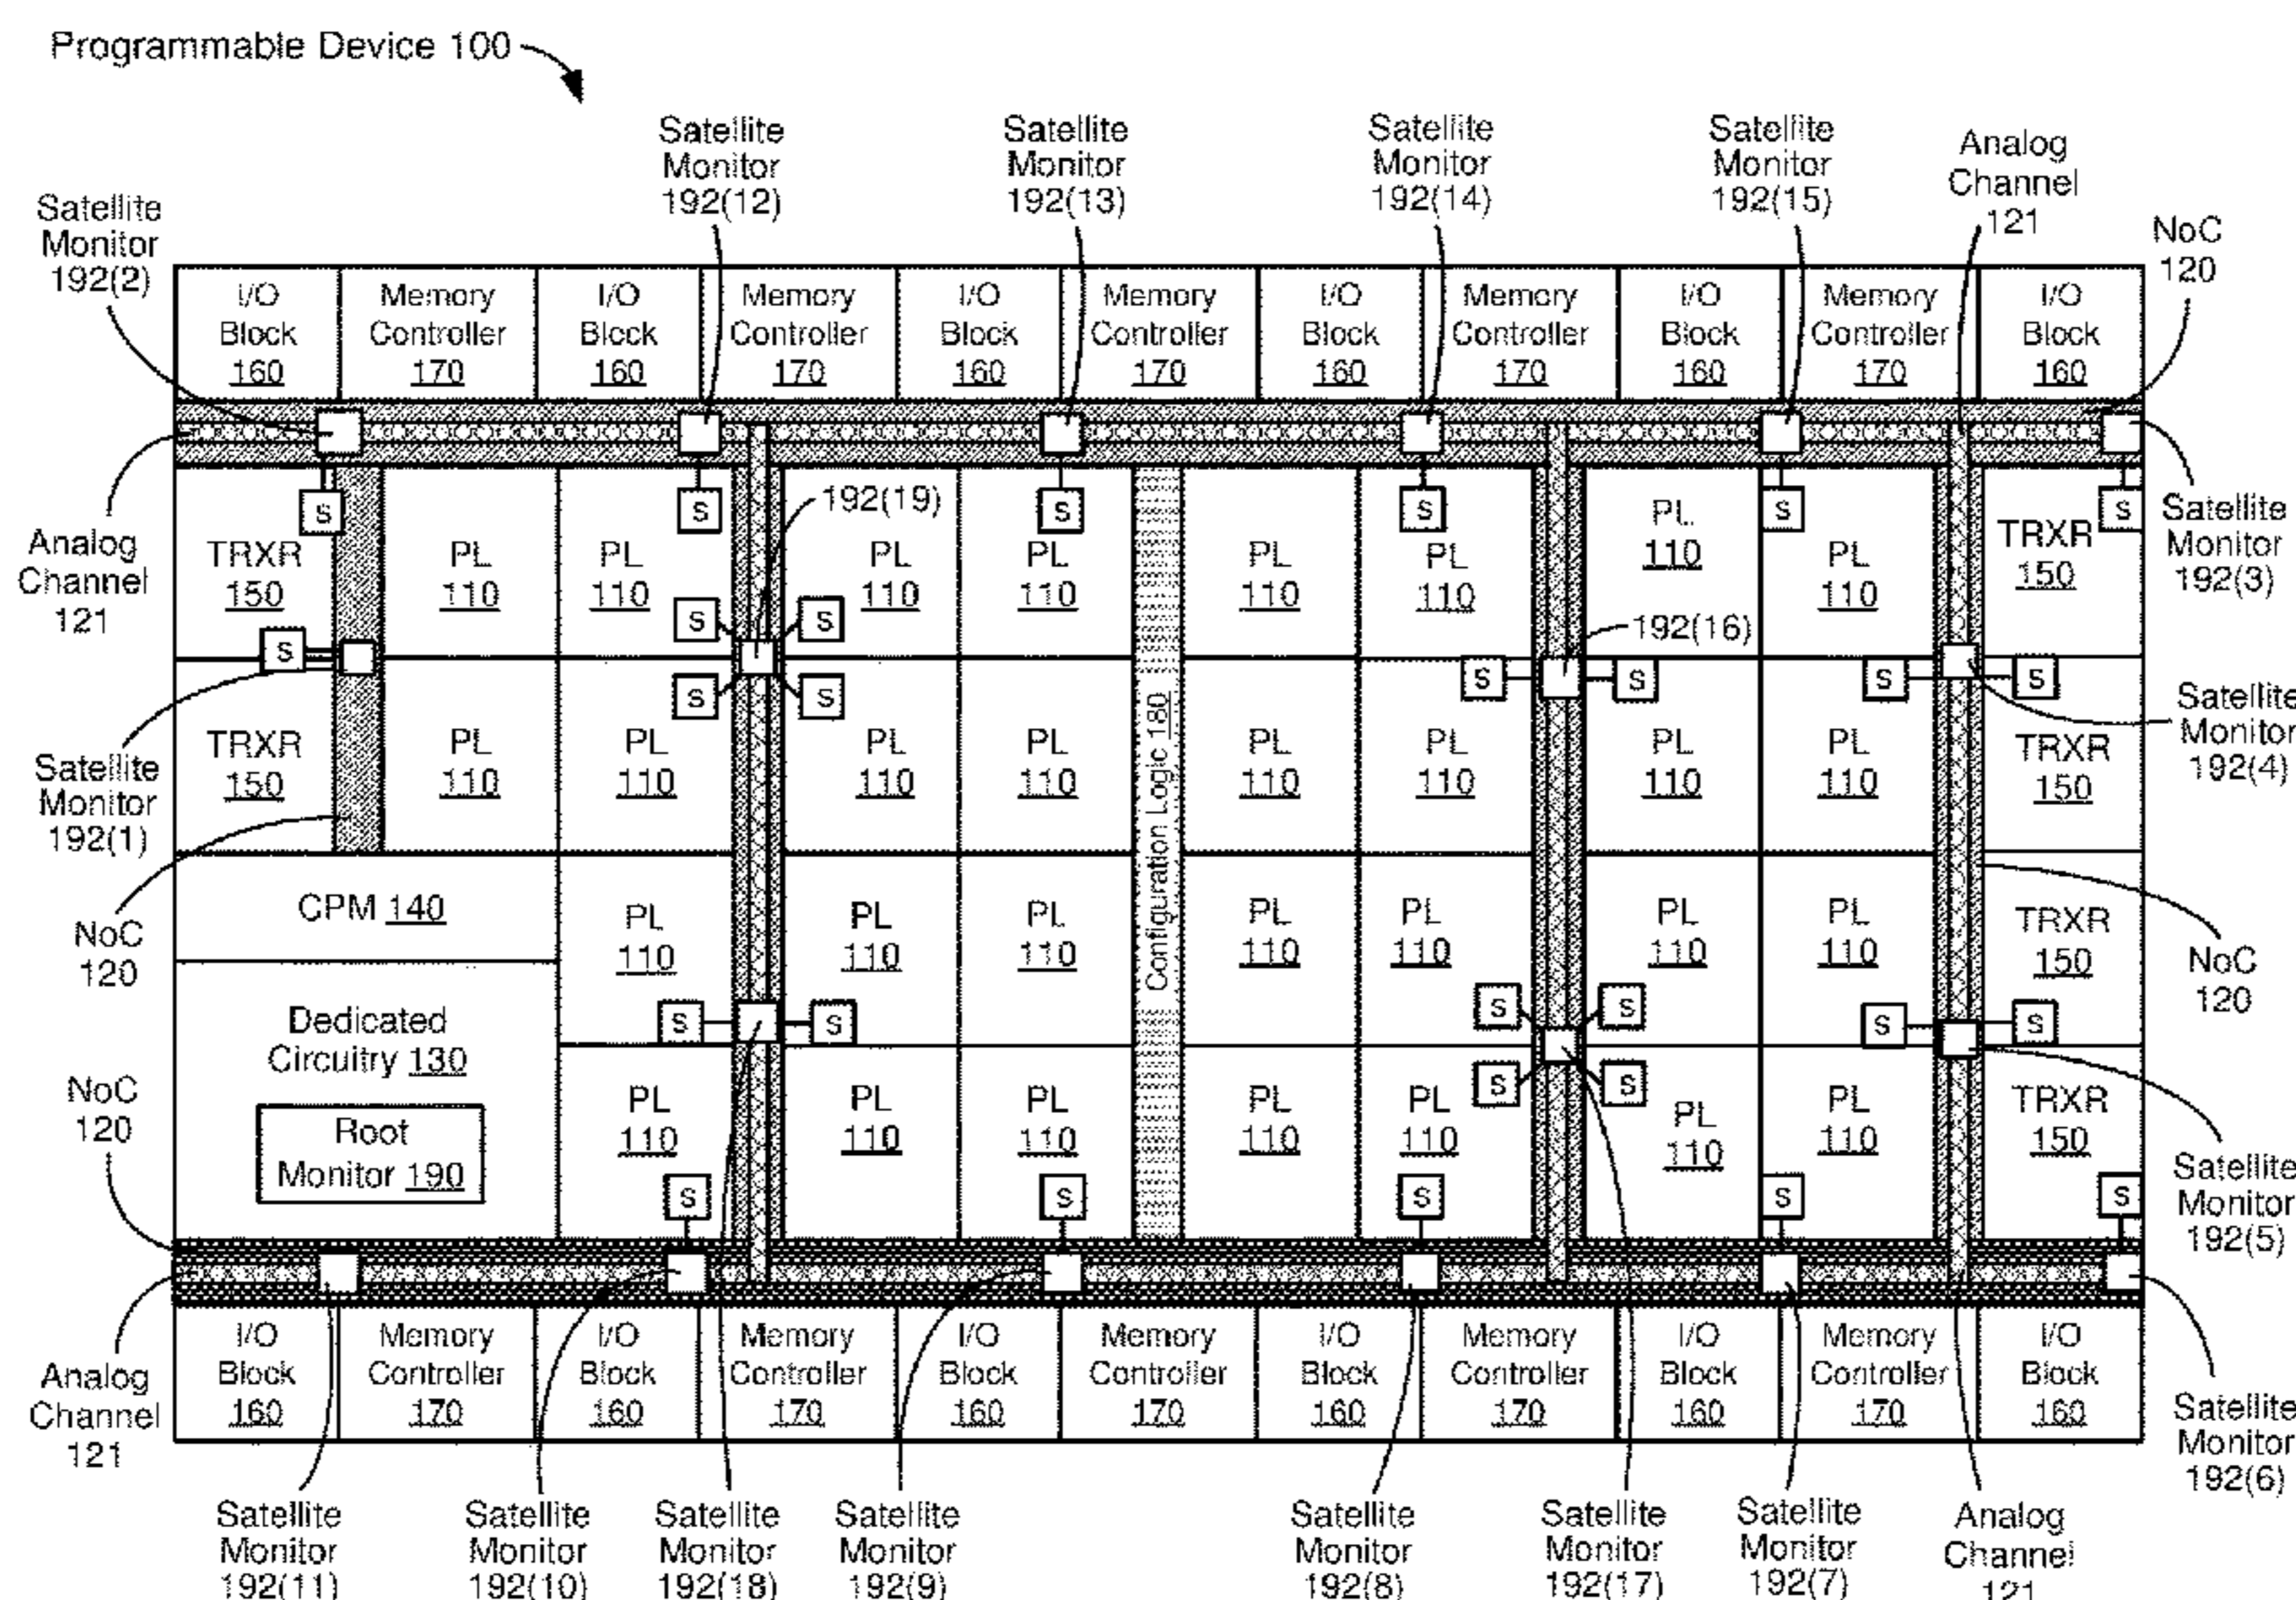 Programmable Device 100
Satellite
Monitor
192(12)
Satellite
Monitor
192(13)
Satellite
Monitor
192(14)
Satellite
Monitor
192(15)
Analog
Channel
121
NoC
120
Satellite
Monitor
192(2)
I/O
Block
160
Memory
Controller
170
I/O
Block
160
Memory
Controller
170
I/O
Block
160
Memory
Controller
170
I/O
Block
160
Memory
Controller
170
I/O
Block
160
Memory
Controller
170
I/O
Block
160
Analog
Channel
121
S
S
S
S
S
S
192(19)
TRXR
150
PL
110
PL
110
PL
110
PL
110
PL
110
PL
110
PL
110
PL
110
TRXR
150
Satellite
Monitor
192(3)
S
S
S
192(16)
S
S
S
S
S
S
S
Satellite
Monitor
192(4)
Satellite
Monitor
192(1)
TRXR
150
PL
110
PL
110
PL
110
PL
110
Configuration Logic 180
PL
110
PL
110
PL
110
PL
110
TRXR
150
NoC
120
CPM 140
PL
110
PL
110
PL
110
PL
110
PL
110
PL
110
PL
110
TRXR
150
NoC
120
Dedicated
Circuitry 130
S
S
S
S
S
S
S
S
Root
Monitor 190
NoC
120
PL
110
PL
110
PL
110
PL
110
PL
110
PL
110
PL
110
TRXR
150
Satellite
Monitor
192(5)
S
S
S
S
S
Analog
Channel
121
I/O
Block
160
Memory
Controller
170
I/O
Block
160
Memory
Controller
170
I/O
Block
160
Memory
Controller
170
I/O
Block
160
Memory
Controller
170
I/O
Block
160
Memory
Controller
170
I/O
Block
160
Satellite
Monitor
192(6)
Satellite
Monitor
192(11)
Satellite
Monitor
192(10)
Satellite
Monitor
192(18)
Satellite
Monitor
192(9)
Satellite
Monitor
192(8)
Satellite
Monitor
192(17)
Satellite
Monitor
192(7)
Analog
Channel
121